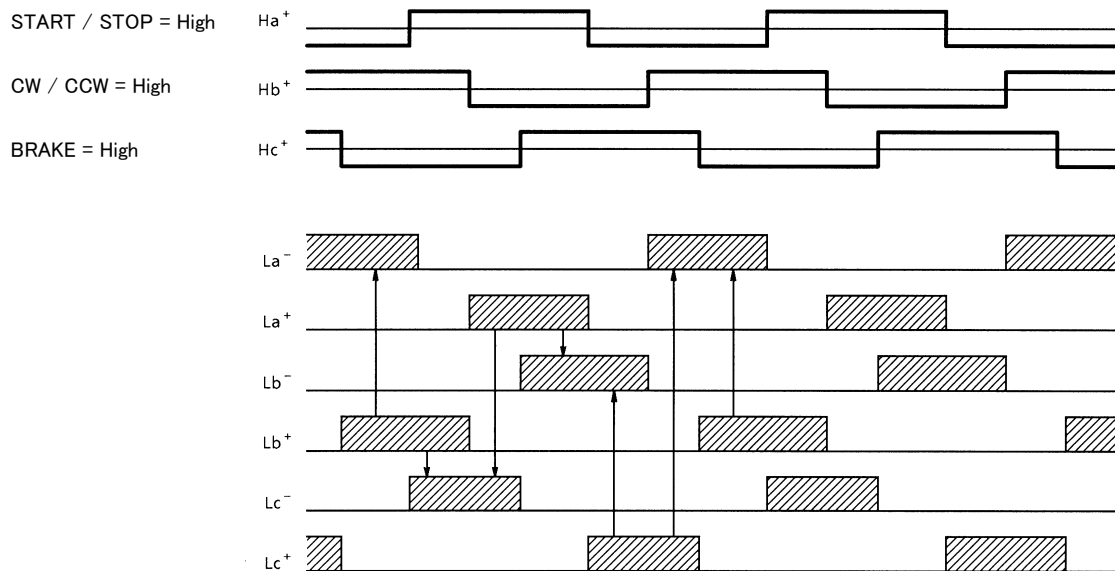 START / STOP = High
Ha+
CW / CCW = High
Hb+
BRAKE = High
Hc+
La−
La+
Lb−
Lb+
Lc−
Lc+